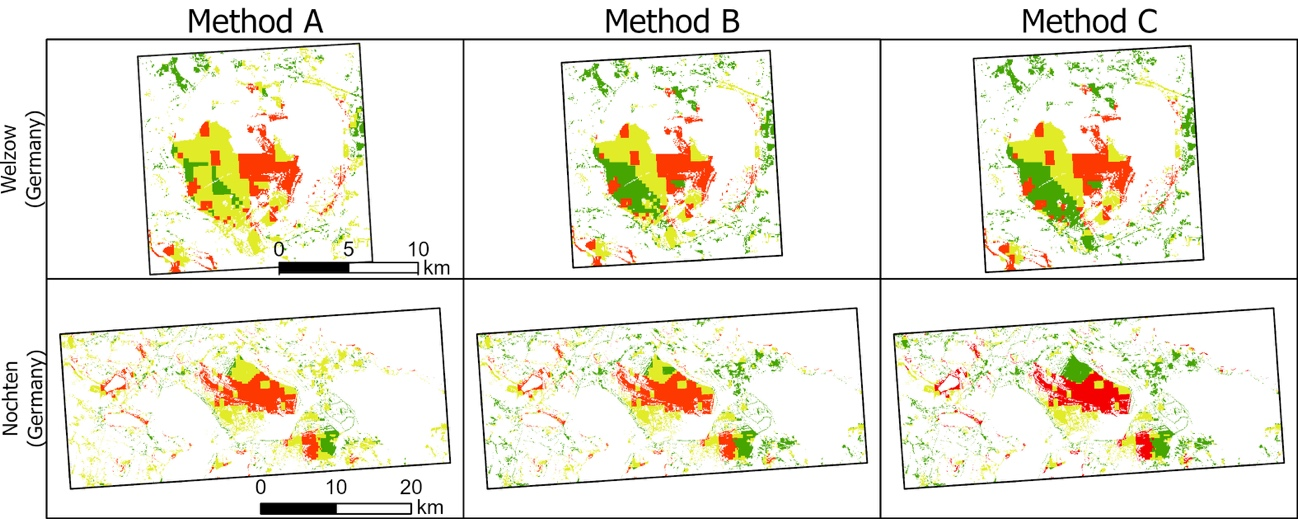 Method A
Method B
Method C
Welzow
(Germany)
0 5 10
km
Nochten
(Germany)
0 10 20
km